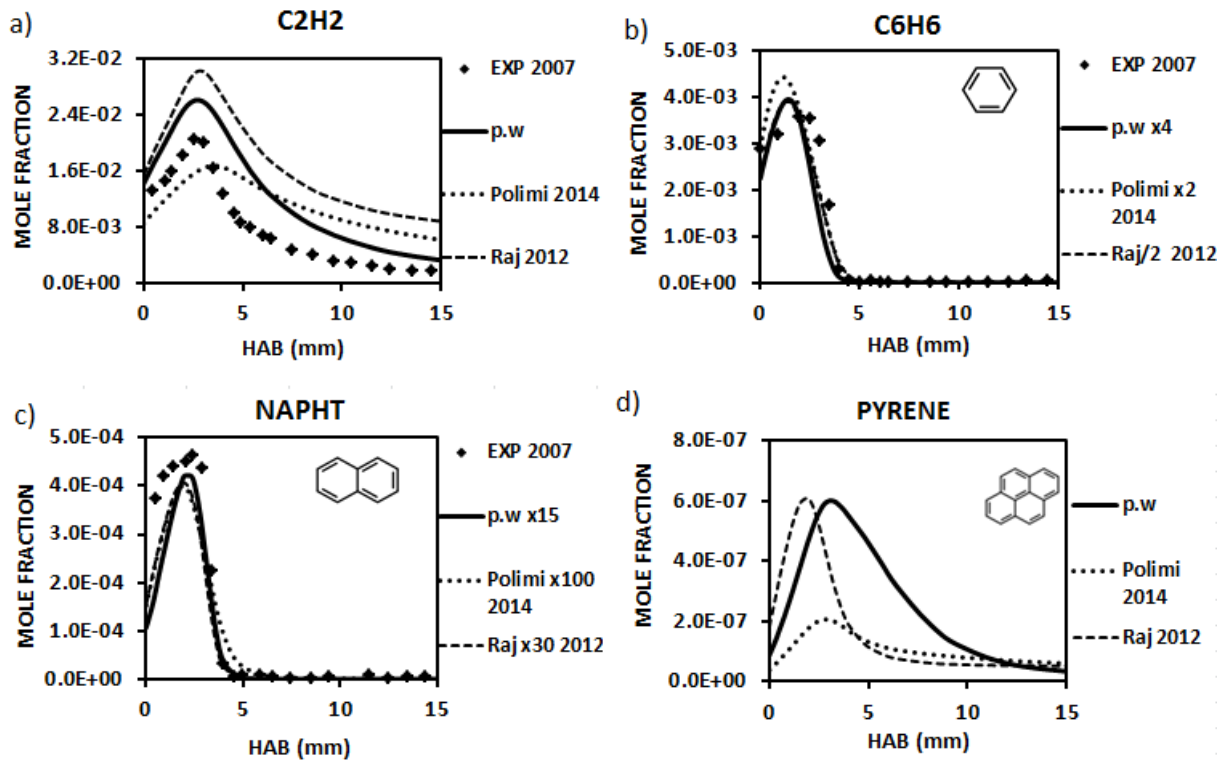 a)
C2H2
MOLE FRACTION
3.2E-02
2.4E-02
1.6E-02
8.0E-03
0.0E+00
0
5
10
15
HAB (mm)
EXP 2007
p.w
Polimi 2014
Raj 2012
b)
C6H6
MOLE FRACTION
5.0E-03
4.0E-03
3.0E-03
2.0E-03
1.0E-03
0.0E+00
0
5
10
15
HAB (mm)
EXP 2007
p.w x4
Polimi x2
2014
Raj/2 2012
c)
NAPHT
MOLE FRACTION
5.0E-04
4.0E-04
3.0E-04
2.0E-04
1.0E-04
0.0E+00
0
5
10
15
HAB (mm)
EXP 2007
p.w x15
Polimi x100
2014
Raj x30 2012
d)
PYRENE
MOLE FRACTION
8.0E-07
6.0E-07
4.0E-07
2.0E-07
0.0E+00
0
5
10
15
HAB (mm)
p.w
Polimi
2014
Raj 2012